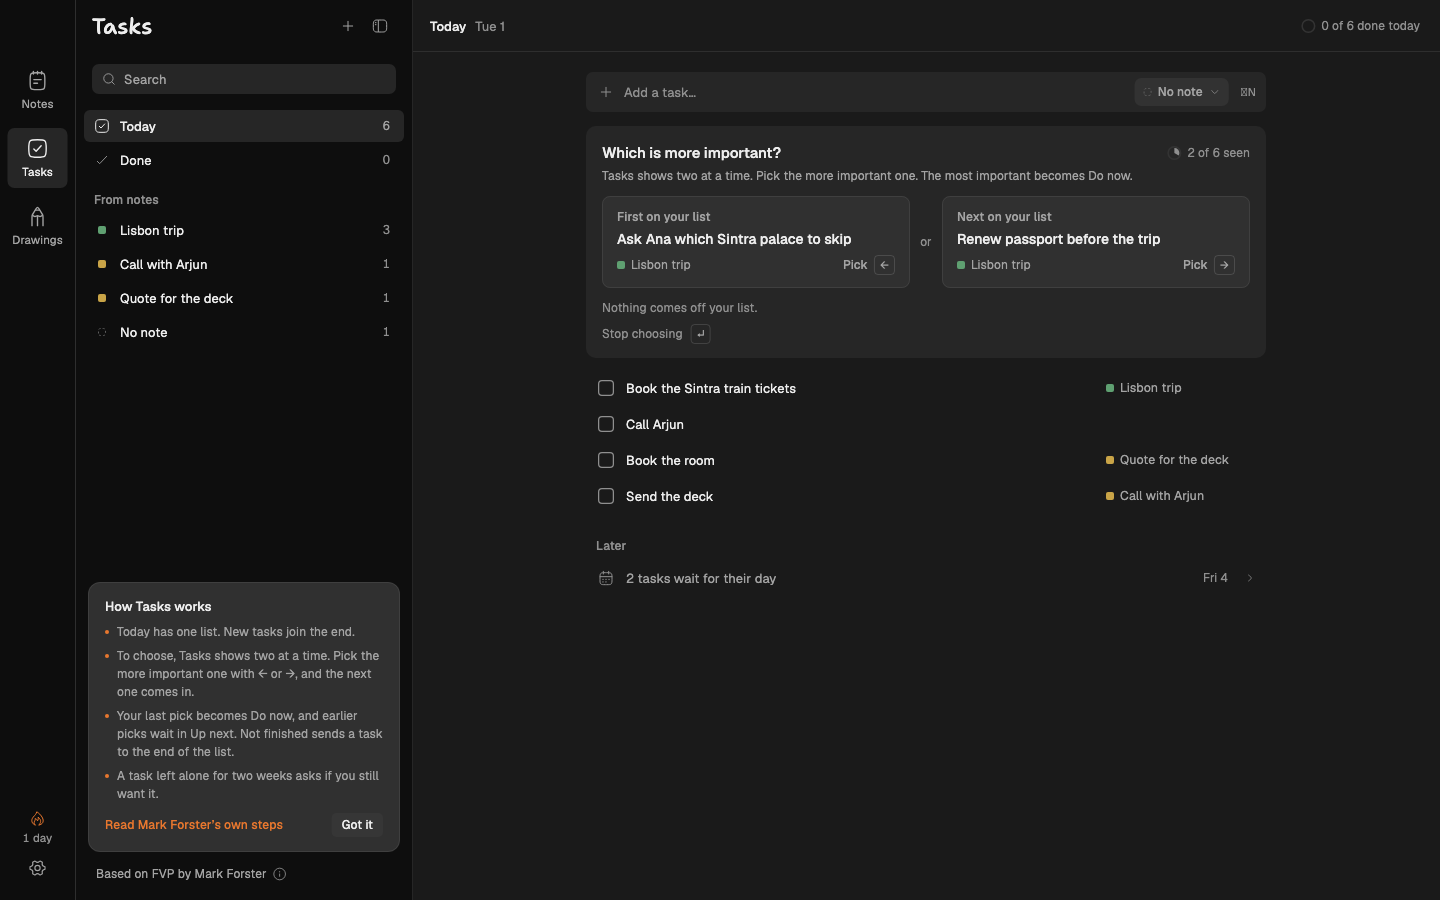 Tasks
Notes
Tasks
Drawings
1 day
Search
Today 6
Done 0
From notes
Lisbon trip 3
Call with Arjun 1
Quote for the deck 1
No note 1
How Tasks works
• Today has one list. New tasks join the end.
• To choose, Tasks shows two at a time. Pick the
more important one with ← or →, and the next
one comes in.
• Your last pick becomes Do now, and earlier
picks wait in Up next. Not finished sends a task
to the end of the list.
• A task left alone for two weeks asks if you still
want it.
Read Mark Forster's own steps
Got it
Based on FVP by Mark Forster
Today Tue 1
0 of 6 done today
Add a task...
No note
N
Which is more important?
2 of 6 seen
Tasks shows two at a time. Pick the more important one. The most important becomes Do now.
First on your list
Ask Ana which Sintra palace to skip
Lisbon trip
Pick ←
or
Next on your list
Renew passport before the trip
Lisbon trip
Pick →
Nothing comes off your list.
Stop choosing ↵
Book the Sintra train tickets Lisbon trip
Call Arjun
Book the room Quote for the deck
Send the deck Call with Arjun
Later
2 tasks wait for their day Fri 4